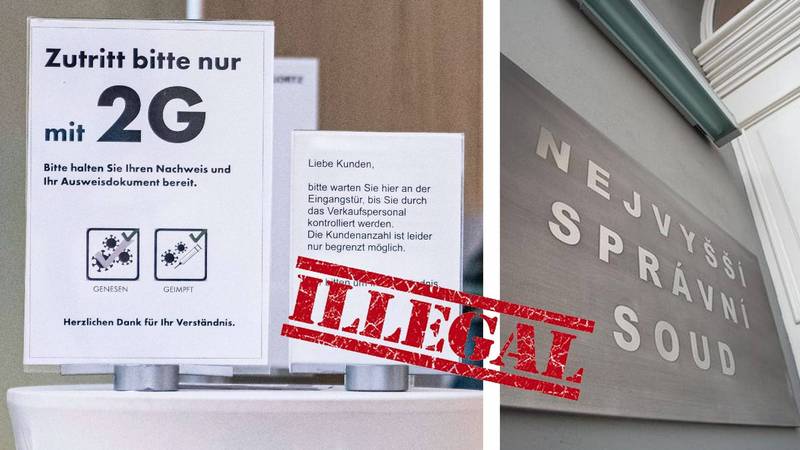 Zutritt bitte nur
mit 2G
Bitte halten Sie Ihren Nachweis und
Ihr Ausweisdokument bereit.
GENESEN
GEIMPFT
Herzlichen Dank für Ihr Verständnis.
Liebe Kunden,
bitte warten Sie hier an der
Eingangstür, bis Sie durch
das Verkaufspersonal
kontrolliert werden.
Die Kundenanzahl ist leider
nur begrenzt möglich.
bitten um
ILLEGAL
NEJVYŠŠÍ
SPRÁVNÍ
SOUD